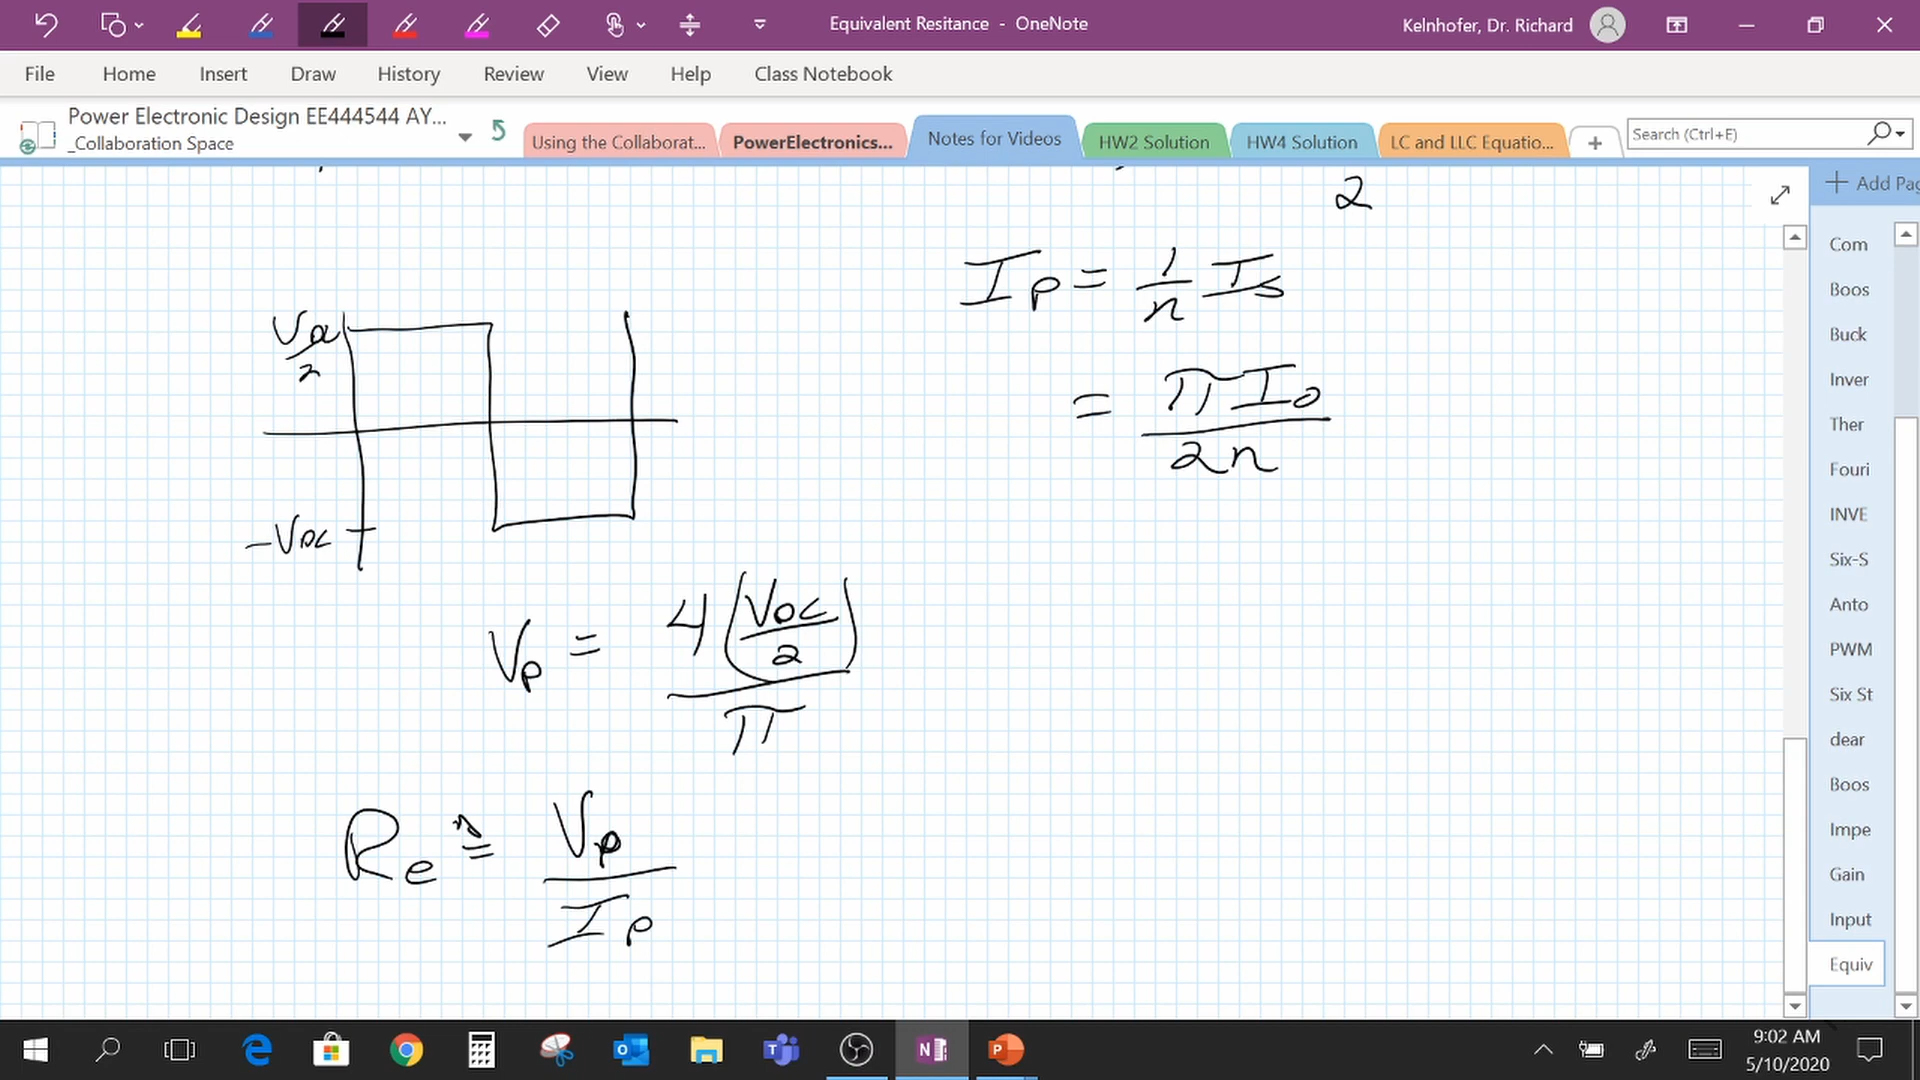 Equivalent Resitance - OneNote
Kelnhofer, Dr. Richard
File Home Insert Draw History Review View Help Class Notebook
Power Electronic Design EE444544 AY...
_Collaboration Space
Using the Collaborat...
PowerElectronics...
Notes for Videos
HW2 Solution
HW4 Solution
LC and LLC Equatio...
Search (Ctrl+E)
Add Pag
2
Ip = 1/n Is
= πIo/2n
VDC/2
-VDC
Vp = 4(VDC/2)/π
Re ≅ Vp/Ip
Com
Boos
Buck
Inver
Ther
Fouri
INVE
Six-S
Anto
PWM
Six St
dear
Boos
Impe
Gain
Input
Equiv
9:02 AM
5/10/2020